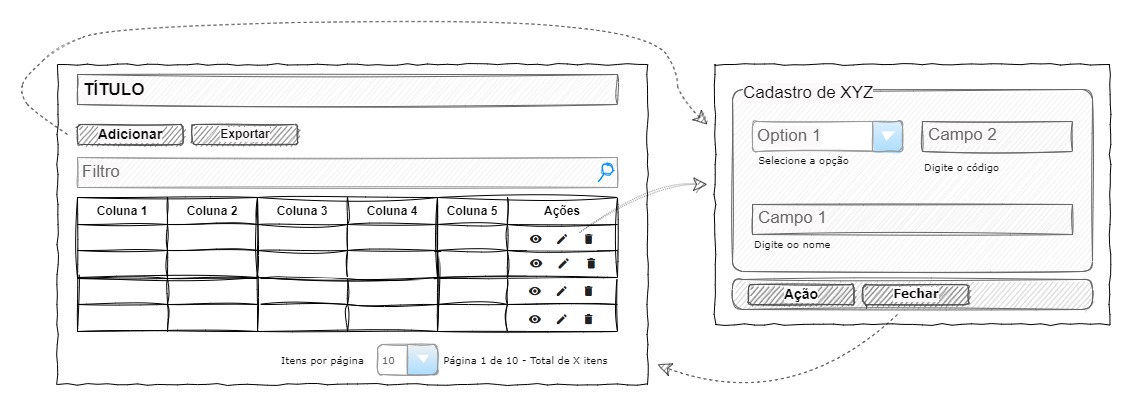 TÍTULO
Adicionar Exportar
Filtro
Coluna 1 Coluna 2 Coluna 3 Coluna 4 Coluna 5 Ações
Itens por página 10 Página 1 de 10 - Total de X itens
Cadastro de XYZ
Option 1 Campo 2
Selecione a opção Digite o código
Campo 1
Digite oo nome
Ação Fechar